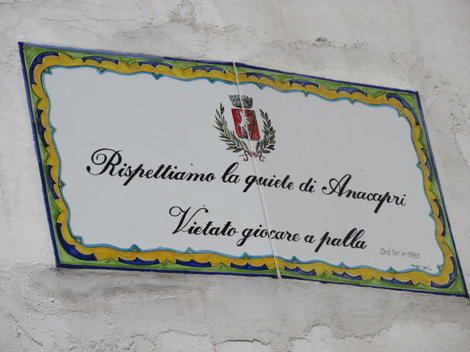 Rispettiamo la quiete di Anacapri
Vietato giocare a palla